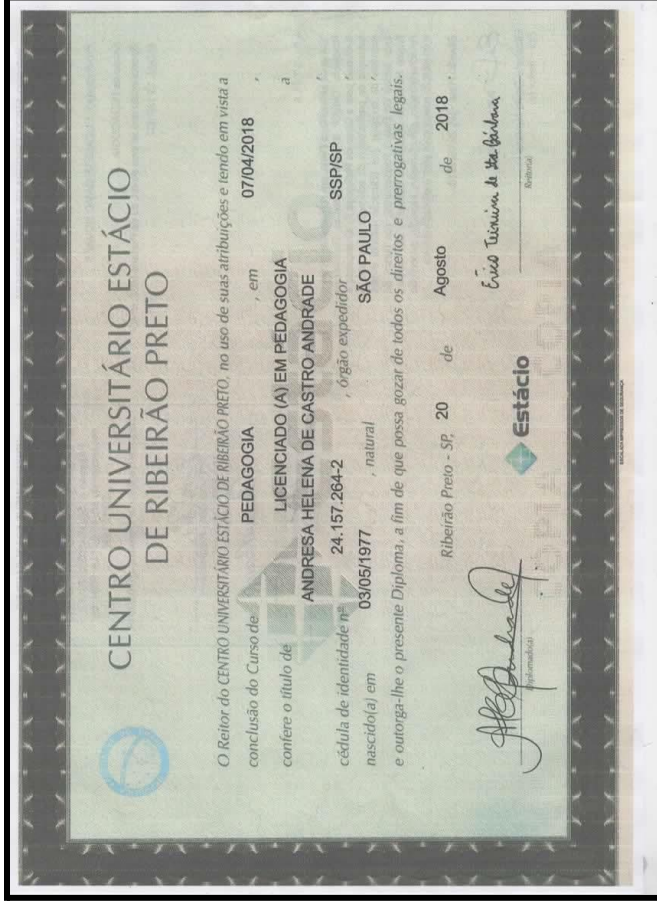 CENTRO UNIVERSITÁRIO ESTÁCIO
DE RIBEIRÃO PRETO
O Reitor do CENTRO UNIVERSITÁRIO ESTÁCIO DE RIBEIRÃO PRETO, no uso de suas atribuições e tendo em vista a
conclusão do Curso de PEDAGOGIA , em 07/04/2018 ,
confere o título de LICENCIADO (A) EM PEDAGOGIA a
ANDRESA HELENA DE CASTRO ANDRADE ,
cédula de identidade nº 24.157.264-2 , órgão expedidor SSP/SP ,
nascido(a) em 03/05/1977 , natural SÃO PAULO ,
e outorga-lhe o presente Diploma, a fim de que possa gozar de todos os direitos e prerrogativas legais.
Ribeirão Preto - SP, 20 de Agosto de 2018 .
Diplomado(a)
Estácio
Reitoria
COPIA COPIA